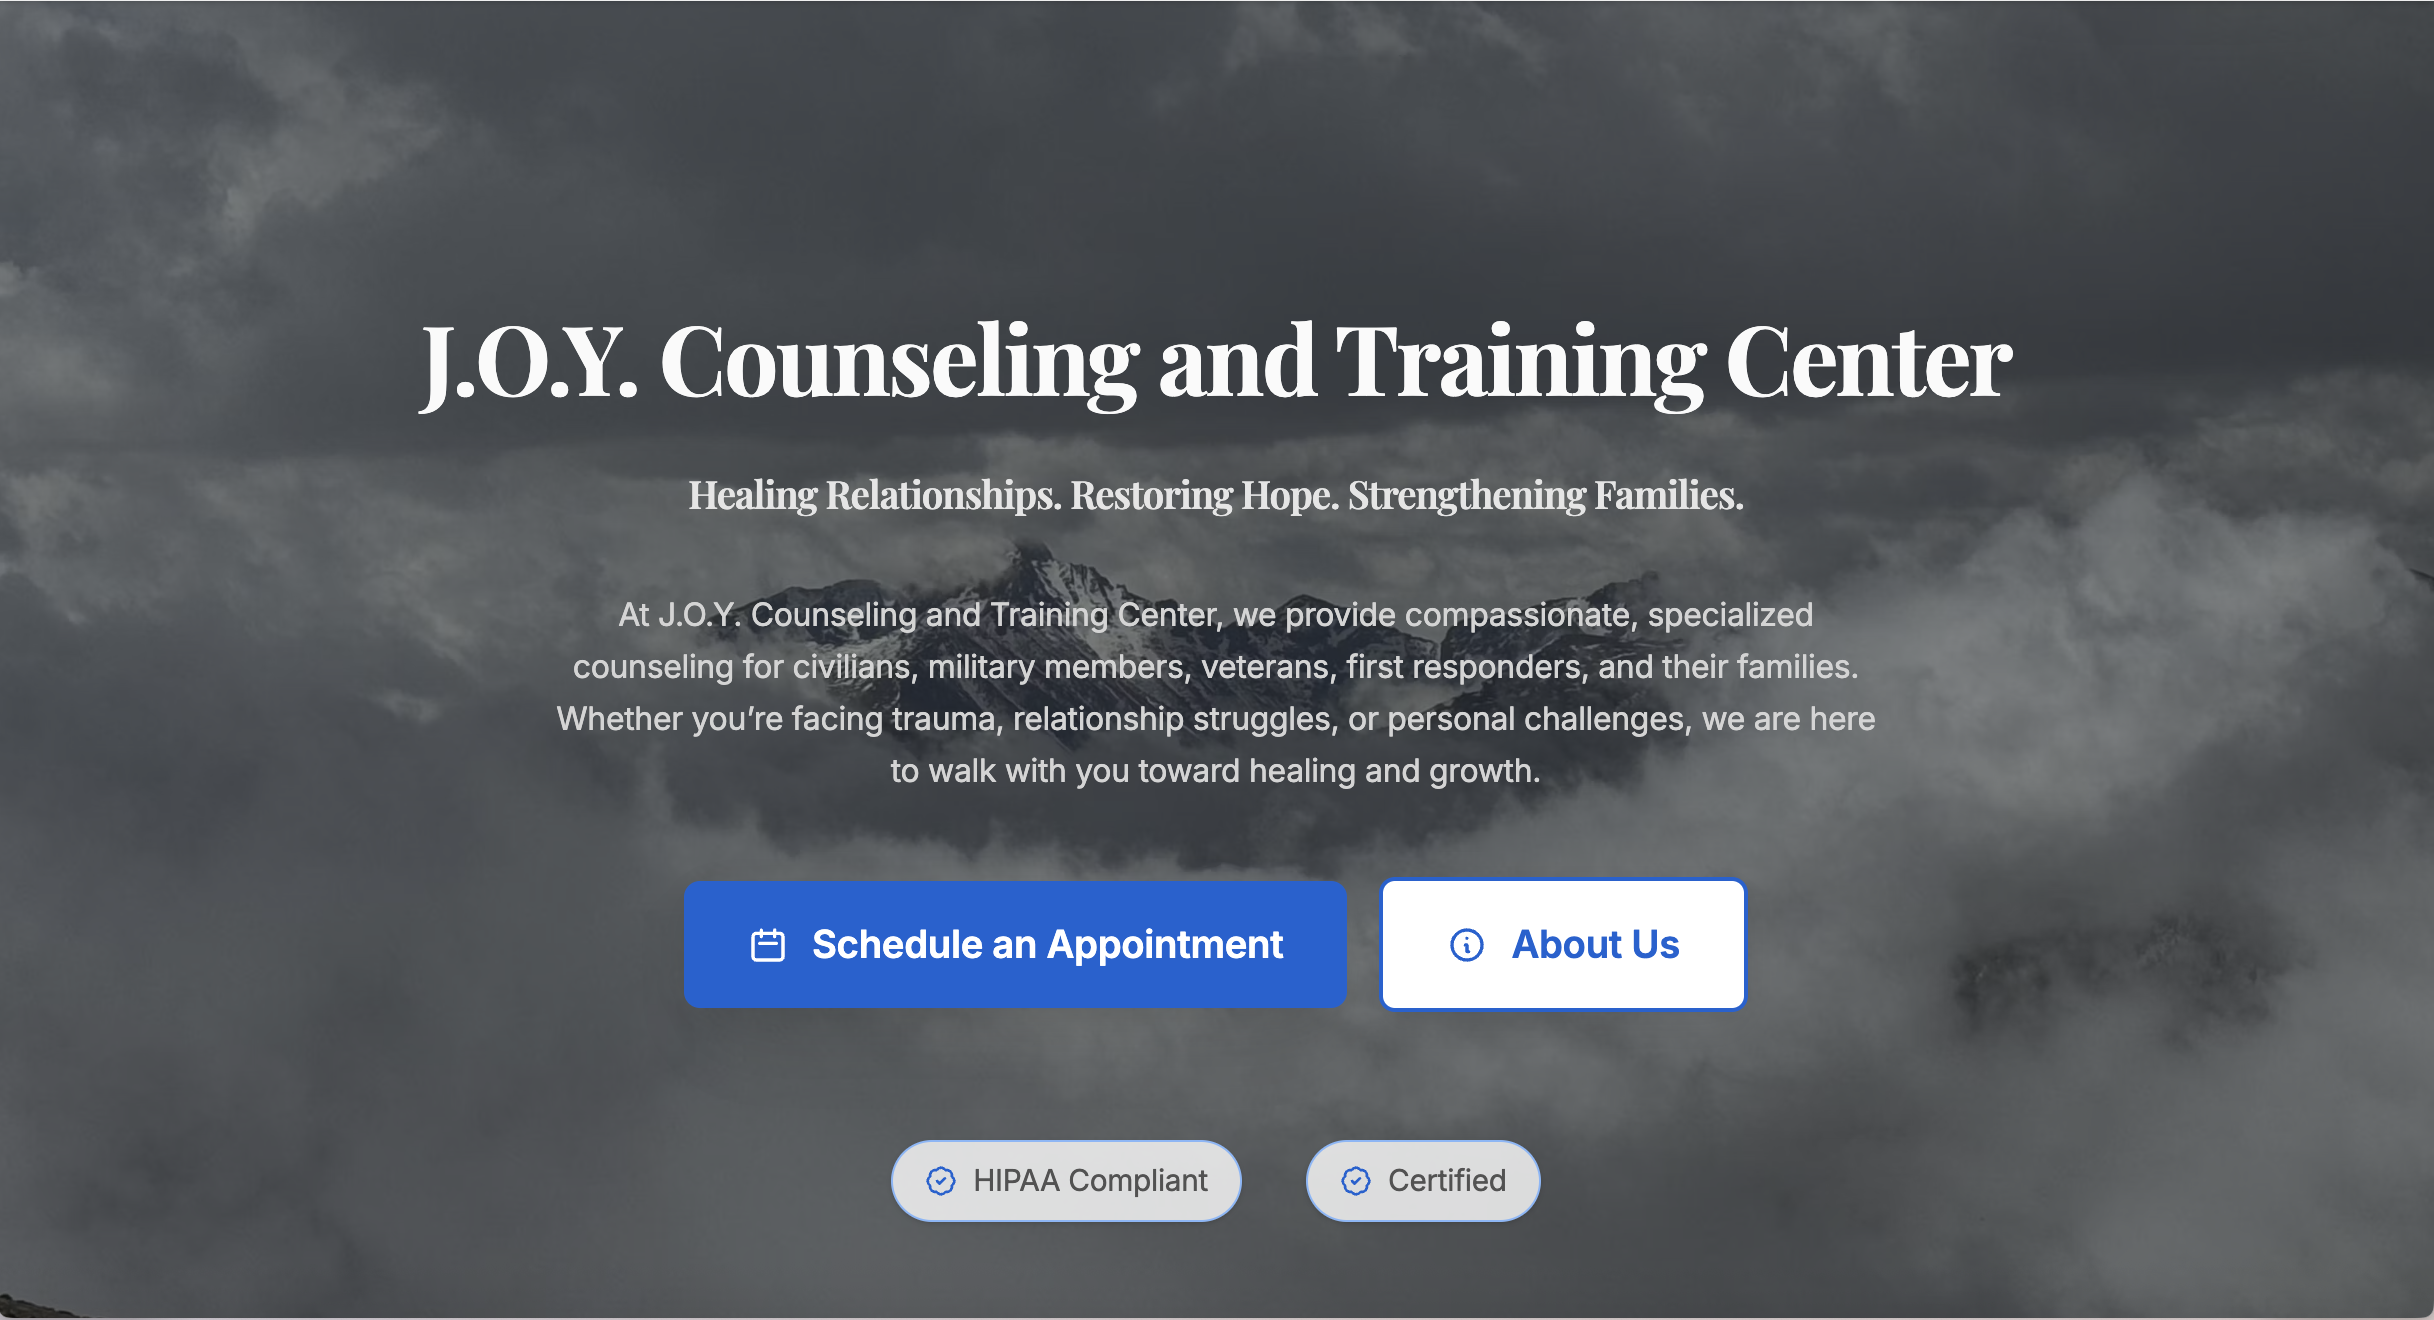 J.O.Y. Counseling and Training Center
Healing Relationships. Restoring Hope. Strengthening Families.
At J.O.Y. Counseling and Training Center, we provide compassionate, specialized
counseling for civilians, military members, veterans, first responders, and their families.
Whether you’re facing trauma, relationship struggles, or personal challenges, we are here
to walk with you toward healing and growth.
Schedule an Appointment
About Us
HIPAA Compliant
Certified